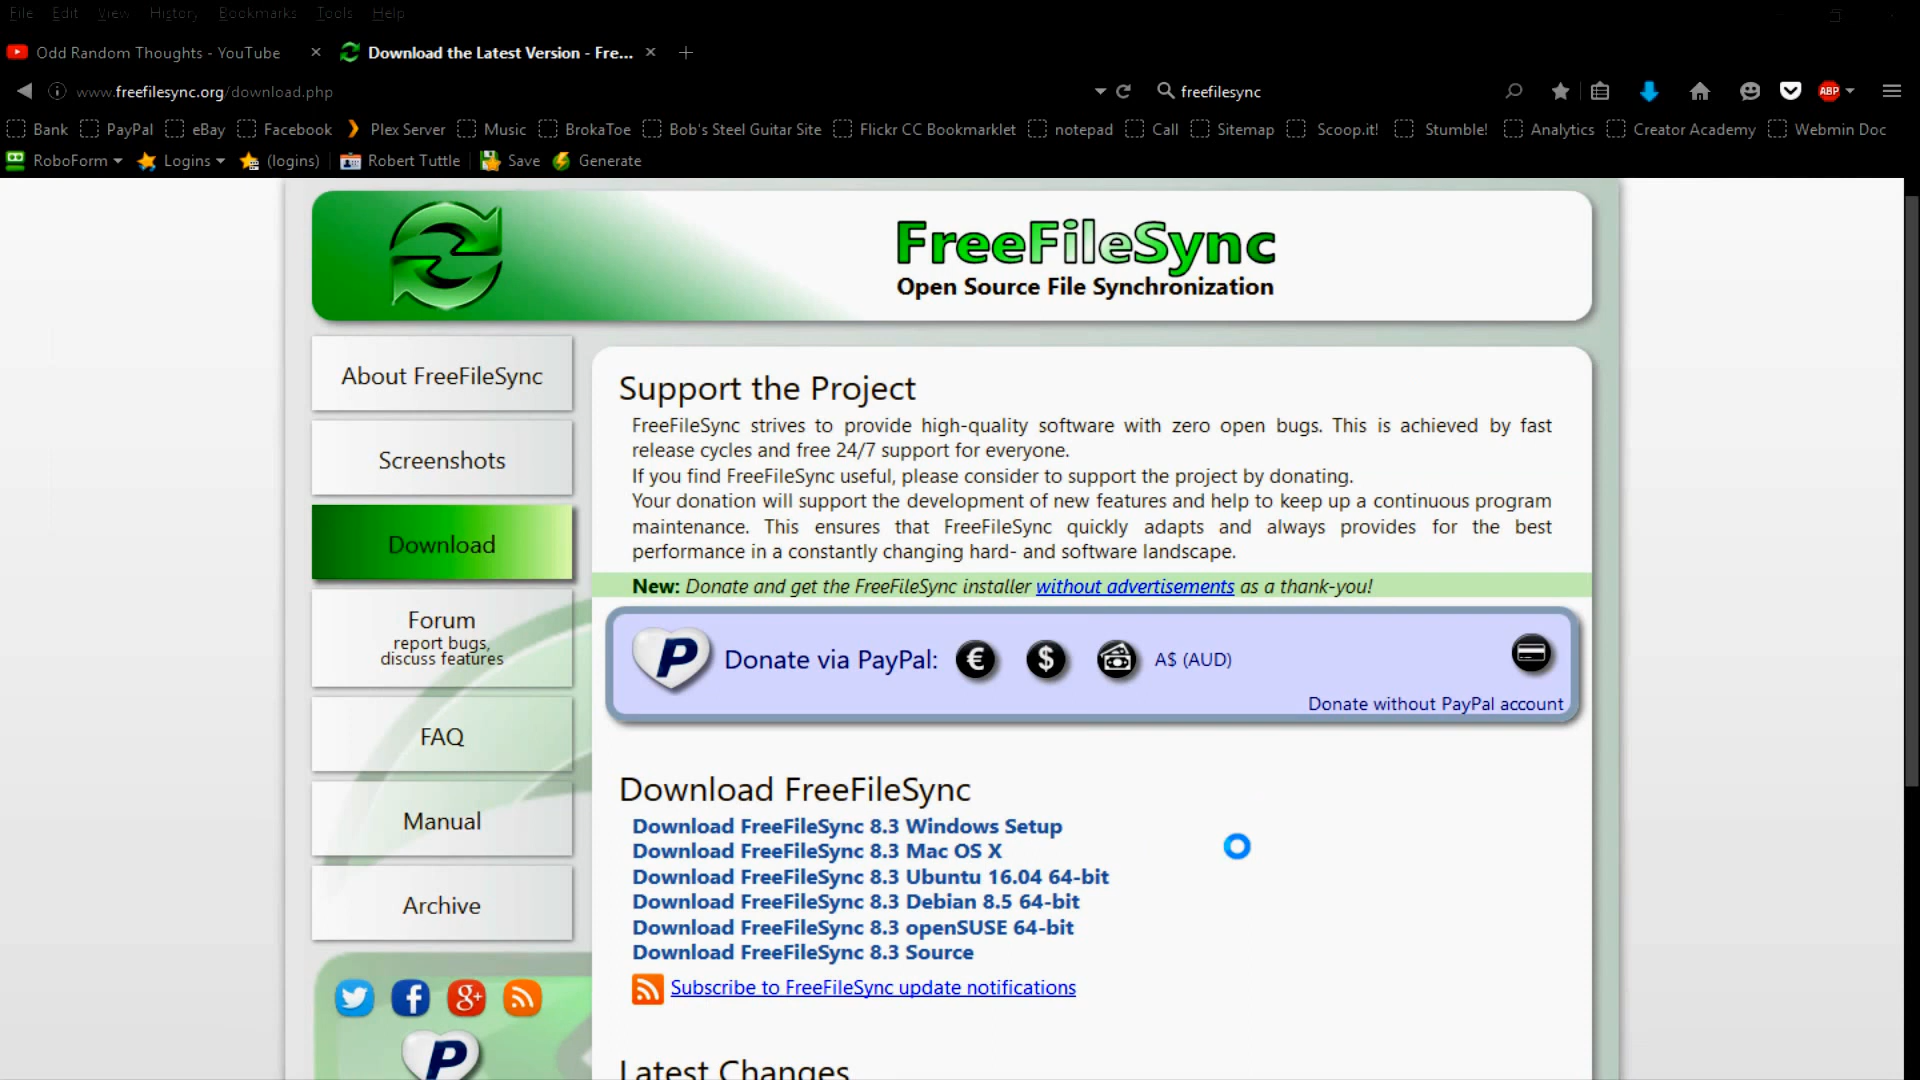 File Edit View History Bookmarks Tools Help
Odd Random Thoughts - YouTube
Download the Latest Version - Fre...
www.freefilesync.org/download.php
freefilesync
ABP
Bank PayPal eBay Facebook Plex Server Music BrokaToe Bob's Steel Guitar Site Flickr CC Bookmarklet notepad Call Sitemap Scoop.it! Stumble! Analytics Creator Academy Webmin Doc
RoboForm Logins (logins) Robert Tuttle Save Generate
FreeFileSync
Open Source File Synchronization
About FreeFileSync
Screenshots
Download
Forum
report bugs,
discuss features
FAQ
Manual
Archive
Support the Project
FreeFileSync strives to provide high-quality software with zero open bugs. This is achieved by fast
release cycles and free 24/7 support for everyone.
If you find FreeFileSync useful, please consider to support the project by donating.
Your donation will support the development of new features and help to keep up a continuous program
maintenance. This ensures that FreeFileSync quickly adapts and always provides for the best
performance in a constantly changing hard- and software landscape.
New: Donate and get the FreeFileSync installer without advertisements as a thank-you!
P Donate via PayPal: € $ A$ (AUD)
Donate without PayPal account
Download FreeFileSync
Download FreeFileSync 8.3 Windows Setup
Download FreeFileSync 8.3 Mac OS X
Download FreeFileSync 8.3 Ubuntu 16.04 64-bit
Download FreeFileSync 8.3 Debian 8.5 64-bit
Download FreeFileSync 8.3 openSUSE 64-bit
Download FreeFileSync 8.3 Source
Subscribe to FreeFileSync update notifications
Latest Changes
f g+
P